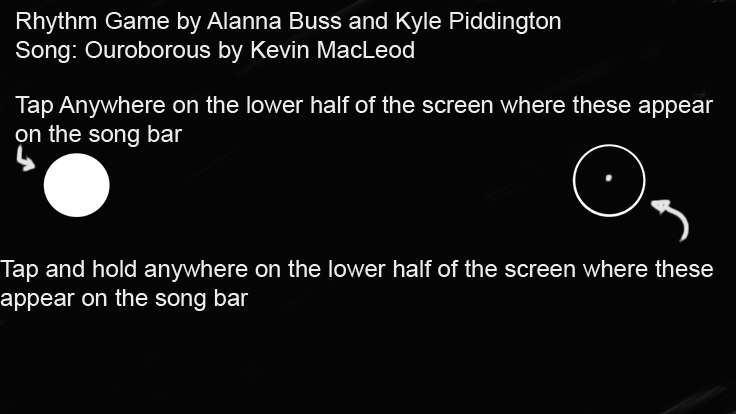 Rhythm Game by Alanna Buss and Kyle Piddington
Song: Ouroborous by Kevin MacLeod
Tap Anywhere on the lower half of the screen where these appear
on the song bar
Tap and hold anywhere on the lower half of the screen where these
appear on the song bar